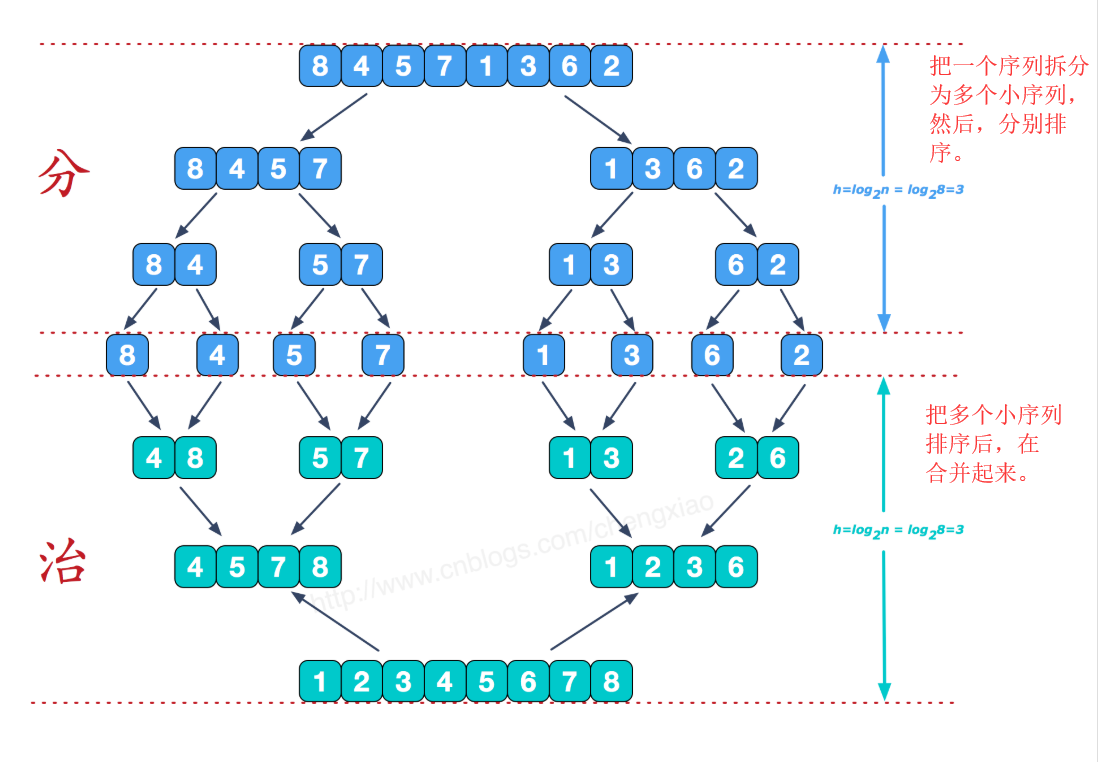 8 4 5 7 1 3 6 2
把一个序列拆分
为多个小序列，
然后，分别排
序。
分
8 4 5 7
1 3 6 2
h=log2n = log28=3
8 4
5 7
1 3
6 2
8
4
5
7
1
3
6
2
4 8
5 7
1 3
2 6
把多个小序列
排序后，在
合并起来。
h=log2n = log28=3
治
4 5 7 8
1 2 3 6
http://www.cnblogs.com/chengxiao
1 2 3 4 5 6 7 8